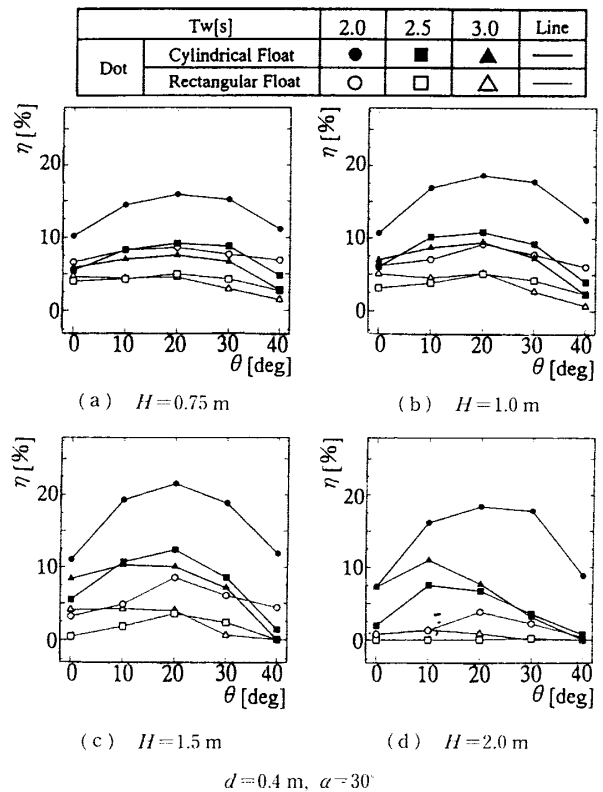 Tw[s] 2.0 2.5 3.0 Line
Dot Cylindrical Float ● ■ ▲ —
Rectangular Float ○ □ △ —
η [%]
20
10
0
0 10 20 30 40
θ [deg]
(a) H=0.75 m
η [%]
20
10
0
0 10 20 30 40
θ [deg]
(b) H=1.0 m
η [%]
20
10
0
0 10 20 30 40
θ [deg]
(c) H=1.5 m
η [%]
20
10
0
0 10 20 30 40
θ [deg]
(d) H=2.0 m
d=0.4 m, α=30°